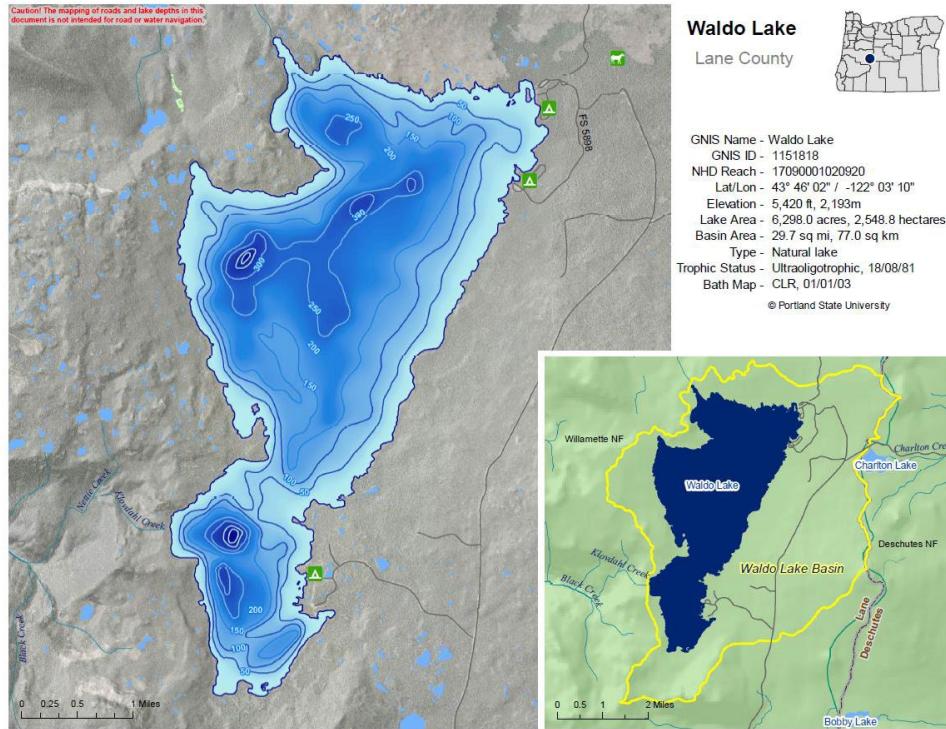 Caution! The mapping of roads and lake depths in this
document is not intended for road or water navigation.
Waldo Lake
Lane County
GNIS Name - Waldo Lake
GNIS ID - 1151818
NHD Reach - 17090001020920
Lat/Lon - 43° 46' 02" / -122° 03' 10"
Elevation - 5,420 ft, 2,193m
Lake Area - 6,298.0 acres, 2,548.8 hectares
Basin Area - 29.7 sq mi, 77.0 sq km
Type - Natural lake
Trophic Status - Ultraoligotrophic, 18/08/81
Bath Map - CLR, 01/01/03
© Portland State University
50
100
150
250
200
FS 5898
300
300
250
200
150
100
50
Nettie Creek
Klovdahl Creek
Black Creek
200
150
100
50
0 0.25 0.5 1 Miles
Willamette NF
Waldo Lake
Charlton Cre
Charlton Lake
Deschutes NF
Klovdahl Creek
Black Creek
Waldo Lake Basin
Lane
Deschutes
Bobby Lake
0 0.5 1 2 Miles